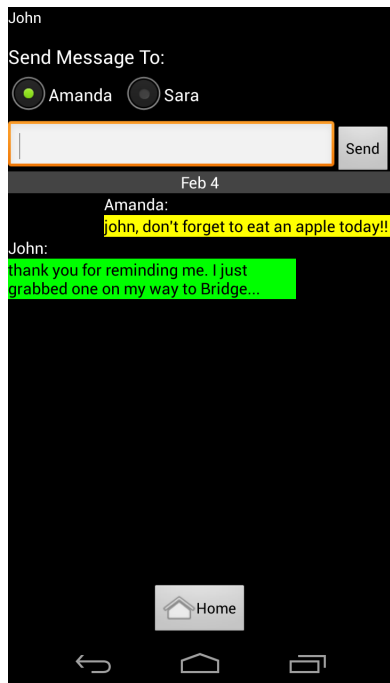 John
Send Message To:
Amanda Sara
Send
Feb 4
Amanda:
john, don't forget to eat an apple today!!
John:
thank you for reminding me. I just
grabbed one on my way to Bridge...
Home